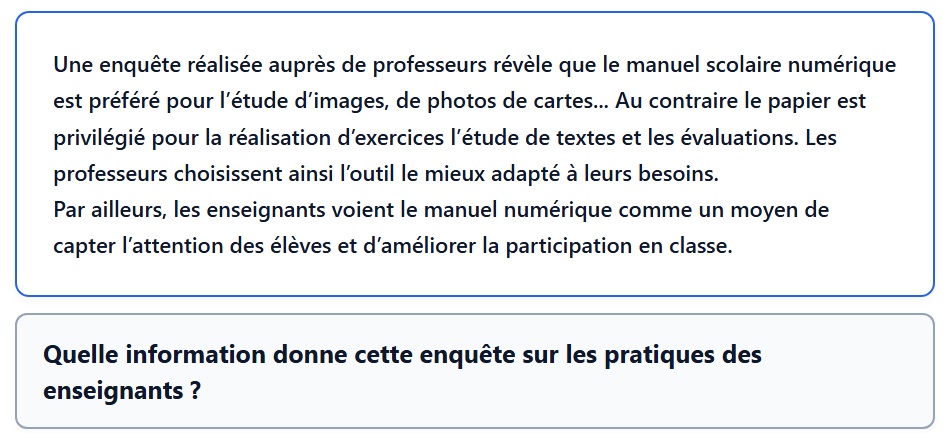 Une enquête réalisée auprès de professeurs révèle que le manuel scolaire numérique
est préféré pour l’étude d’images, de photos de cartes... Au contraire le papier est
privilégié pour la réalisation d’exercices l’étude de textes et les évaluations. Les
professeurs choisissent ainsi l’outil le mieux adapté à leurs besoins.
Par ailleurs, les enseignants voient le manuel numérique comme un moyen de
capter l’attention des élèves et d’améliorer la participation en classe.
Quelle information donne cette enquête sur les pratiques des
enseignants ?